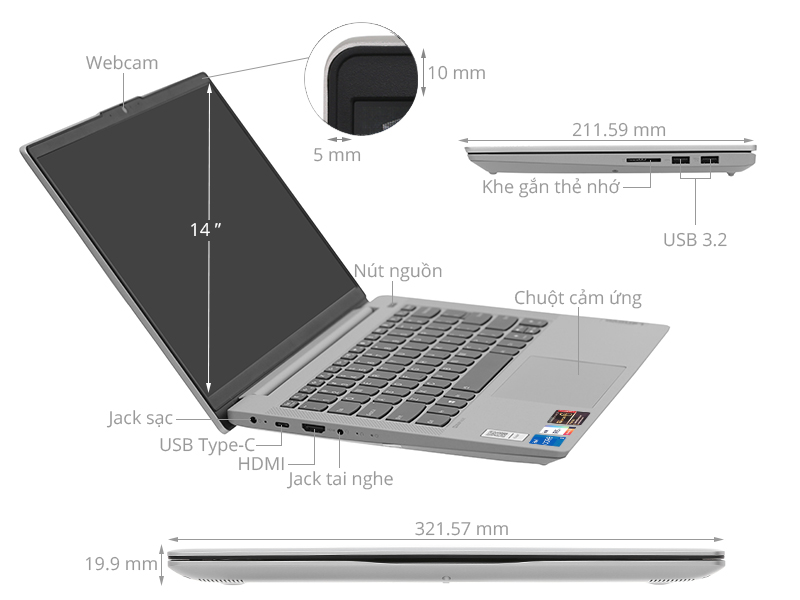 Webcam
10 mm
5 mm
211.59 mm
Khe gắn thẻ nhớ
USB 3.2
14 ″
Nút nguồn
Chuột cảm ứng
Jack sạc
USB Type-C
HDMI
Jack tai nghe
321.57 mm
19.9 mm